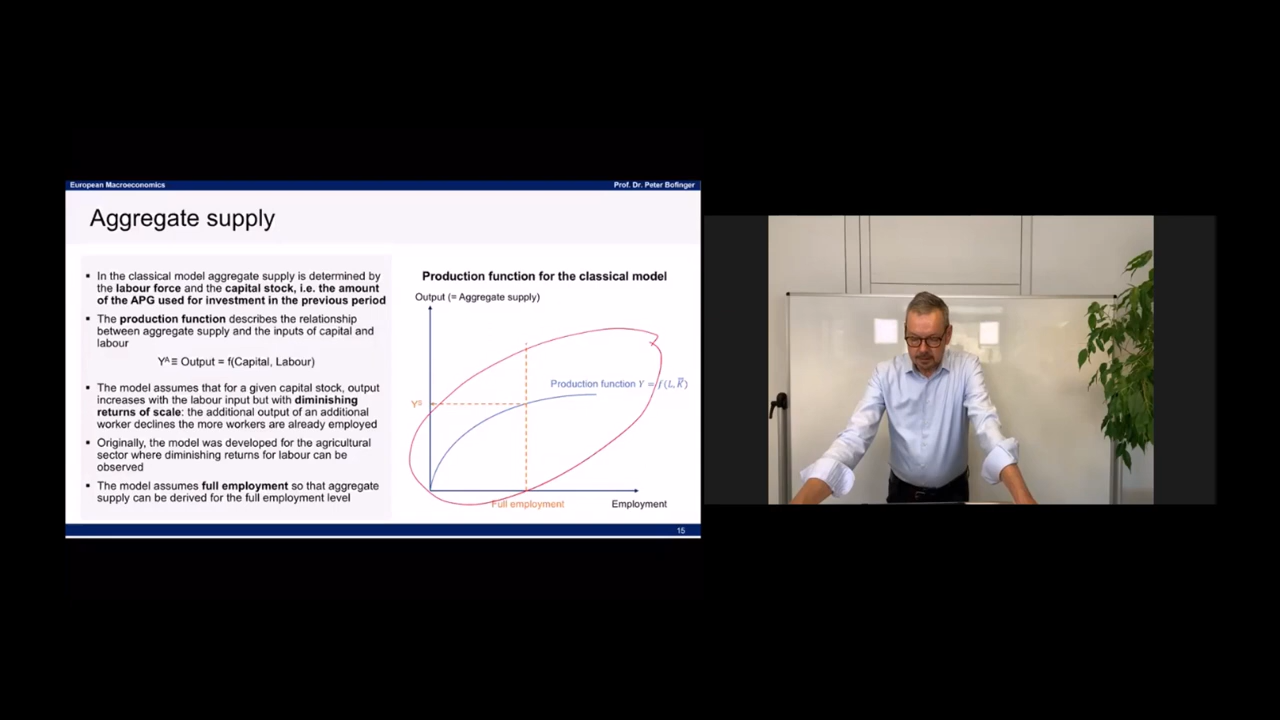 European Macroeconomics
Prof. Dr. Peter Bofinger
Aggregate supply
▪ In the classical model aggregate supply is determined by
the labour force and the capital stock, i.e. the amount
of the APG used for investment in the previous period
▪ The production function describes the relationship
between aggregate supply and the inputs of capital and
labour
Yᴬ ≡ Output = f(Capital, Labour)
▪ The model assumes that for a given capital stock, output
increases with the labour input but with diminishing
returns of scale: the additional output of an additional
worker declines the more workers are already employed
▪ Originally, the model was developed for the agricultural
sector where diminishing returns for labour can be
observed
▪ The model assumes full employment so that aggregate
supply can be derived for the full employment level
Production function for the classical model
Output (= Aggregate supply)
Production function Y = f(L, K̅)
Full employment
Employment
15